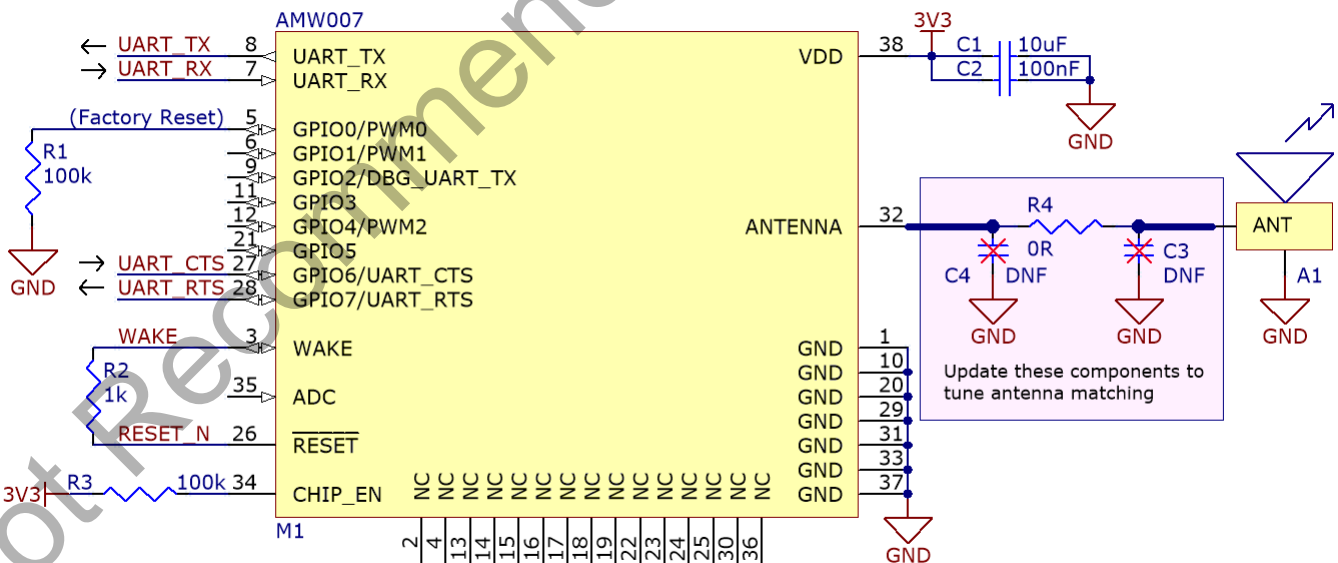 AMW007
UART_TX 8 UART_TX
UART_RX 7 UART_RX
(Factory Reset) 5 GPIO0/PWM0
6 GPIO1/PWM1
9 GPIO2/DBG_UART_TX
11 GPIO3
12 GPIO4/PWM2
21 GPIO5
UART_CTS 27 GPIO6/UART_CTS
UART_RTS 28 GPIO7/UART_RTS
R1
100k
GND
WAKE 3 WAKE
R2
1k
35 ADC
RESET_N 26 RESET
3V3 R3 100k 34 CHIP_EN
M1
NC NC NC NC NC NC NC NC NC NC NC NC NC NC NC
2 4 13 14 15 16 17 18 19 22 23 24 25 30 36
VDD 38
3V3
C1 10uF
C2 100nF
GND
ANTENNA 32
R4
0R
C4 DNF
GND
C3
DNF
GND
Update these components to
tune antenna matching
ANT
A1
GND
GND 1
GND 10
GND 20
GND 29
GND 31
GND 33
GND 37
GND
ot Recommen